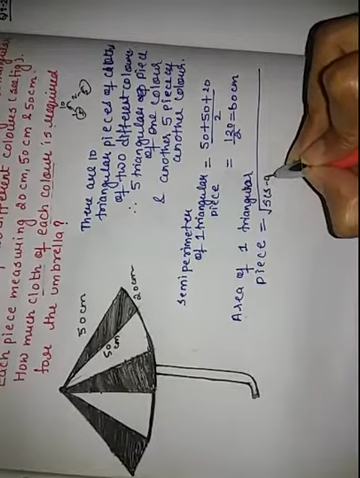 different colours (see fig).
Each piece measuring 20 cm, 50 cm & 50 cm.
How much cloth of each colour is required
for the umbrella?
50 cm
50 cm
20 cm
There are 10
triangular pieces of cloth
of two different colours
∴ 5 triangular piece
of one colour
& another 5 piece of
another colour.
Semiperimeter
of 1 triangular = 50+50+20 / 2
piece
= 120/2 = 60 cm
Area of 1 triangular
piece = √s(s-a